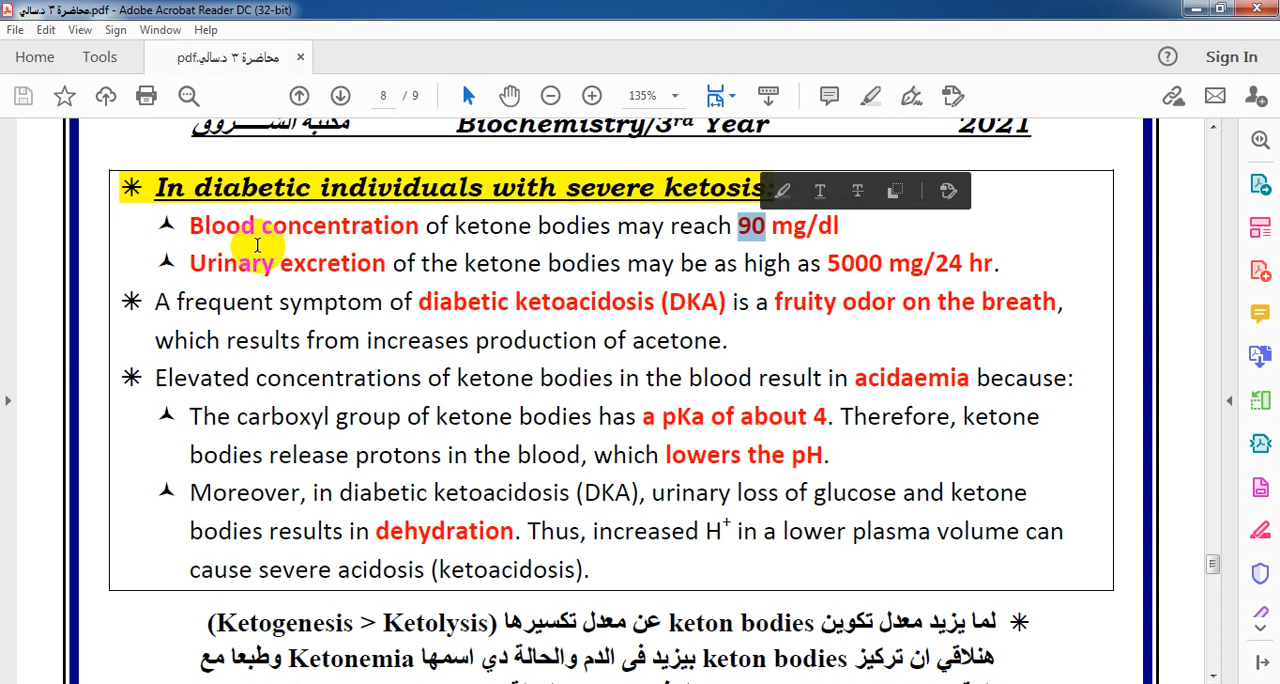 محاضرة ٣ د.سالي.pdf - Adobe Acrobat Reader DC (32-bit)
File Edit View Sign Window Help
Home Tools محاضرة ٣ د.سالي.pdf × Sign In
8 / 9 135%
مكتبة الشـــــروق Biochemistry/3rd Year 2021
In diabetic individuals with severe ketosis:
Blood concentration of ketone bodies may reach 90 mg/dl
Urinary excretion of the ketone bodies may be as high as 5000 mg/24 hr.
A frequent symptom of diabetic ketoacidosis (DKA) is a fruity odor on the breath,
which results from increases production of acetone.
Elevated concentrations of ketone bodies in the blood result in acidaemia because:
The carboxyl group of ketone bodies has a pKa of about 4. Therefore, ketone
bodies release protons in the blood, which lowers the pH.
Moreover, in diabetic ketoacidosis (DKA), urinary loss of glucose and ketone
bodies results in dehydration. Thus, increased H+ in a lower plasma volume can
cause severe acidosis (ketoacidosis).
لما يزيد معدل تكوين keton bodies عن معدل تكسيرها (Ketogenesis > Ketolysis)
هنلاقي ان تركيز keton bodies بيزيد فى الدم والحالة دي اسمها Ketonemia وطبعا مع